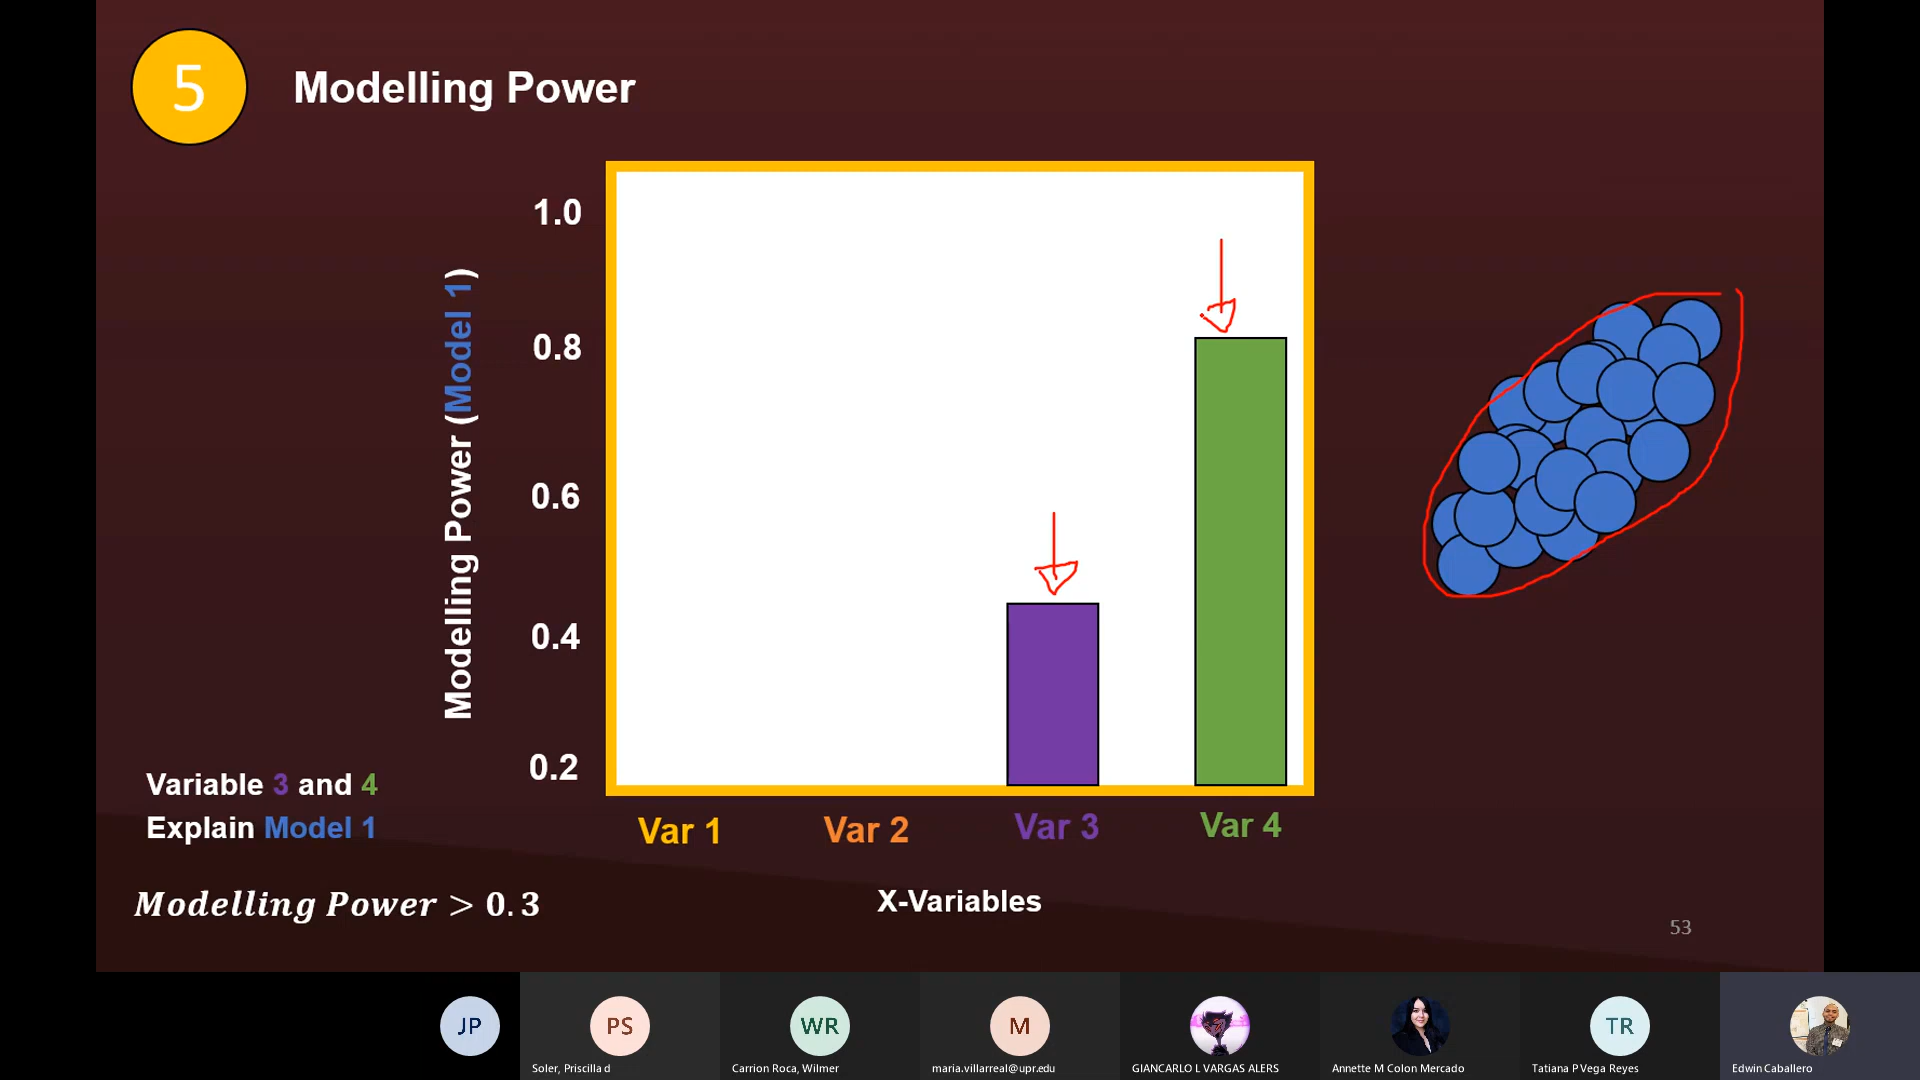 5
Modelling Power
1.0
0.8
0.6
0.4
0.2
Modelling Power (Model 1)
Var 1
Var 2
Var 3
Var 4
X-Variables
Variable 3 and 4
Explain Model 1
Modelling Power > 0.3
53
JP
PS
WR
M
TR
Soler, Priscilla d
Carrion Roca, Wilmer
maria.villarreal@upr.edu
GIANCARLO L VARGAS ALERS
Annette M Colon Mercado
Tatiana P Vega Reyes
Edwin Caballero